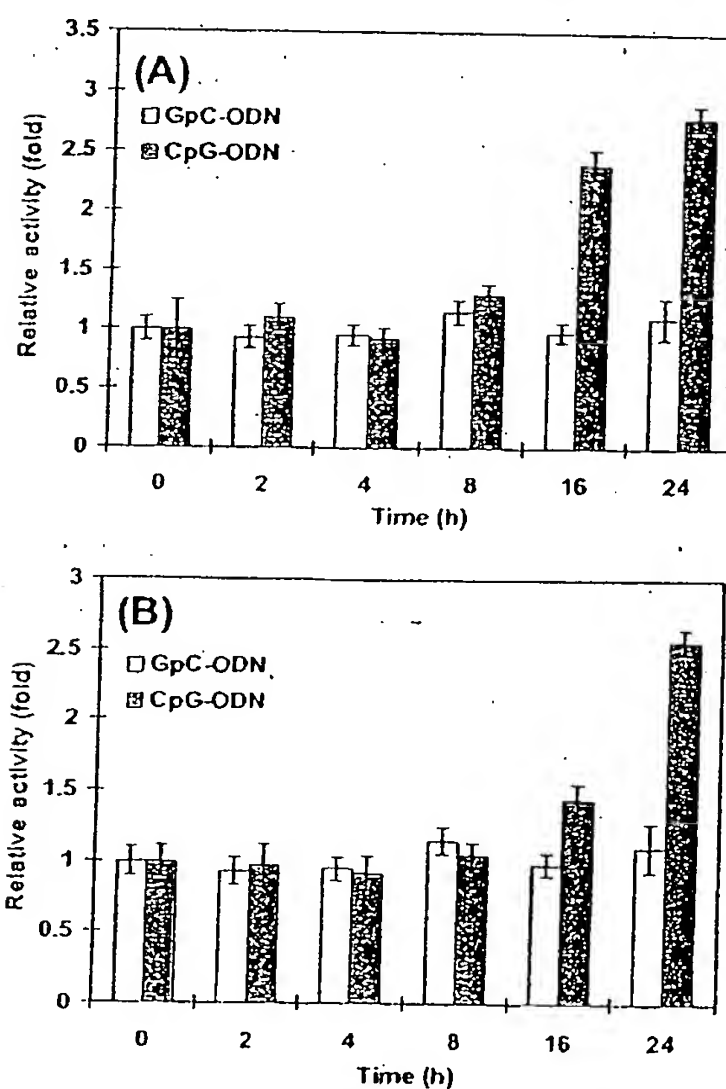 3.5
(A)
3
GpC-ODN
2.5
CpG-ODN
2
1.5
1
0.5
0
Relative activity (fold)
0 2 4 8 16 24
Time (h)
3
(B)
2.5
GpC-ODN
2
CpG-ODN
1.5
1
0.5
0
Relative activity (fold)
0 2 4 8 16 24
Time (h)